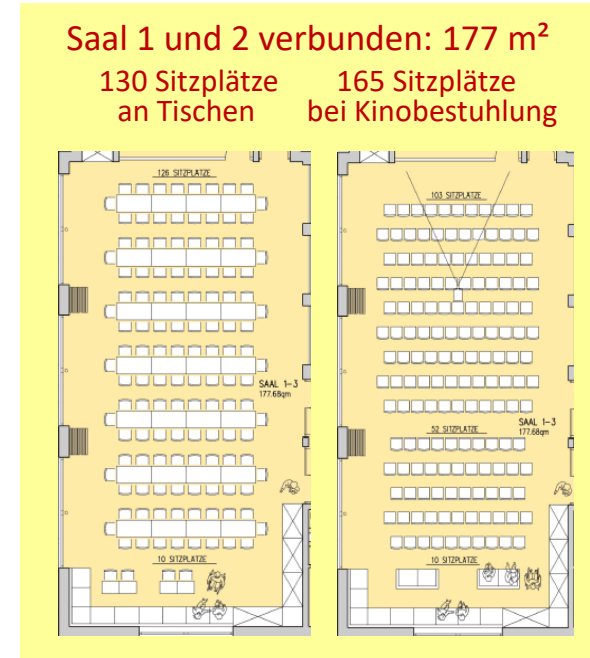 Saal 1 und 2 verbunden: 177 m²
130 Sitzplätze
an Tischen
165 Sitzplätze
bei Kinobestuhlung
126 SITZPLÄTZE
SAAL 1-3
177.68qm
10 SITZPLÄTZE
103 SITZPLÄTZE
SAAL 1-3
177.68qm
52 SITZPLÄTZE
10 SITZPLÄTZE